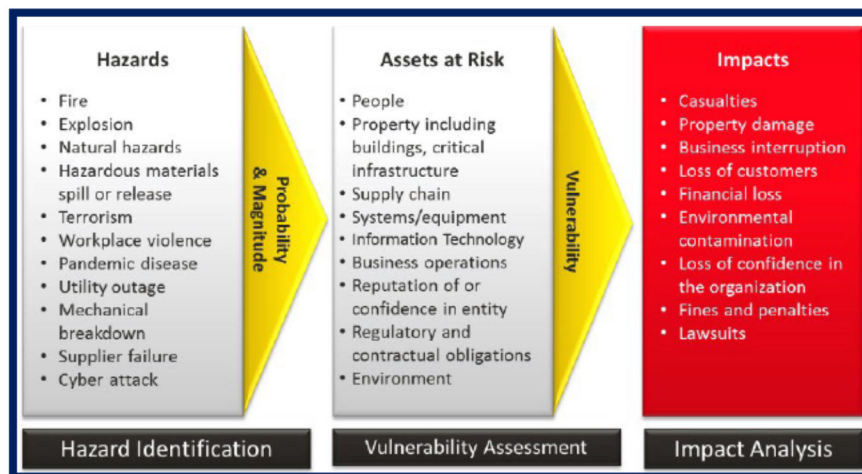 Hazards
• Fire
• Explosion
• Natural hazards
• Hazardous materials
spill or release
• Terrorism
• Workplace violence
• Pandemic disease
• Utility outage
• Mechanical
breakdown
• Supplier failure
• Cyber attack
Probability
& Magnitude
Assets at Risk
• People
• Property including
buildings, critical
infrastructure
• Supply chain
• Systems/equipment
• Information Technology
• Business operations
• Reputation of or
confidence in entity
• Regulatory and
contractual obligations
• Environment
Vulnerability
Impacts
• Casualties
• Property damage
• Business interruption
• Loss of customers
• Financial loss
• Environmental
contamination
• Loss of confidence in
the organization
• Fines and penalties
• Lawsuits
Hazard Identification
Vulnerability Assessment
Impact Analysis